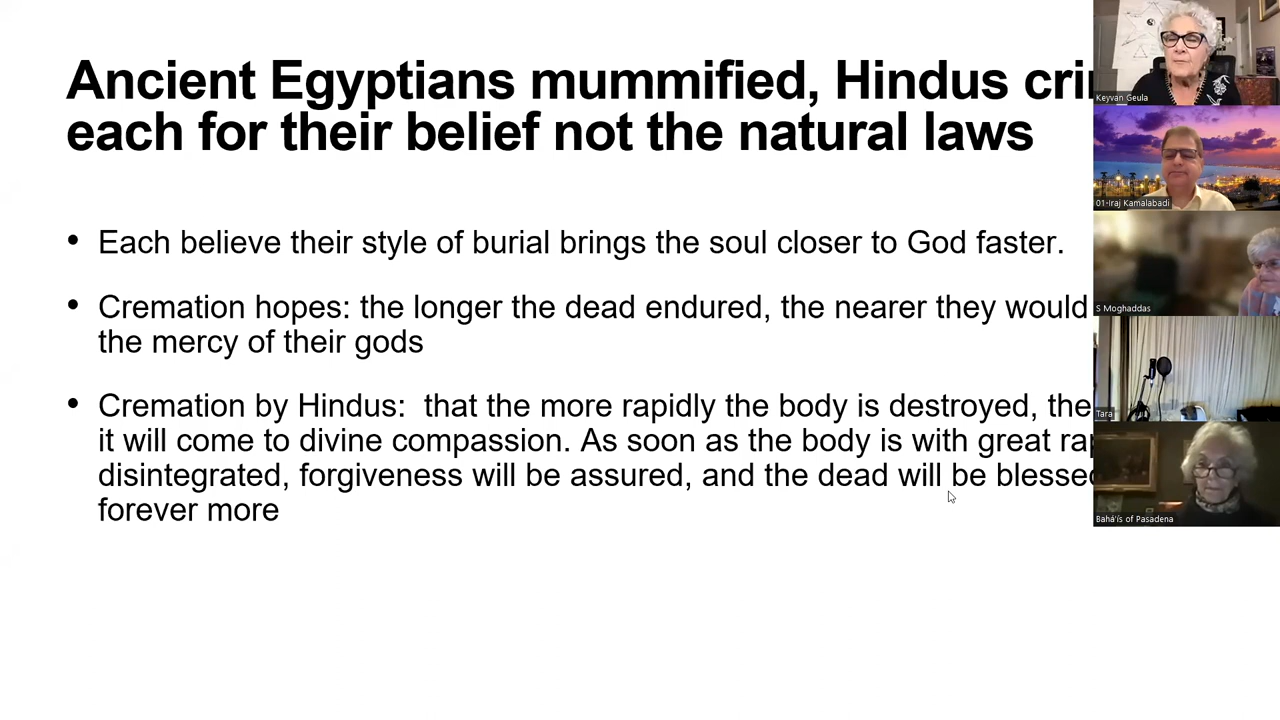 Ancient Egyptians mummified, Hindus
each for their belief not the natural laws
• Each believe their style of burial brings the soul closer to God faster.
• Cremation hopes: the longer the dead endured, the nearer they would
the mercy of their gods
• Cremation by Hindus:  that the more rapidly the body is destroyed, the
it will come to divine compassion. As soon as the body is with great
disintegrated, forgiveness will be assured, and the dead will be blessed
forever more
Keyvan Geula
01-Iraj Kamalabadi
S Moghaddas
Tara
Bahá'ís of Pasadena